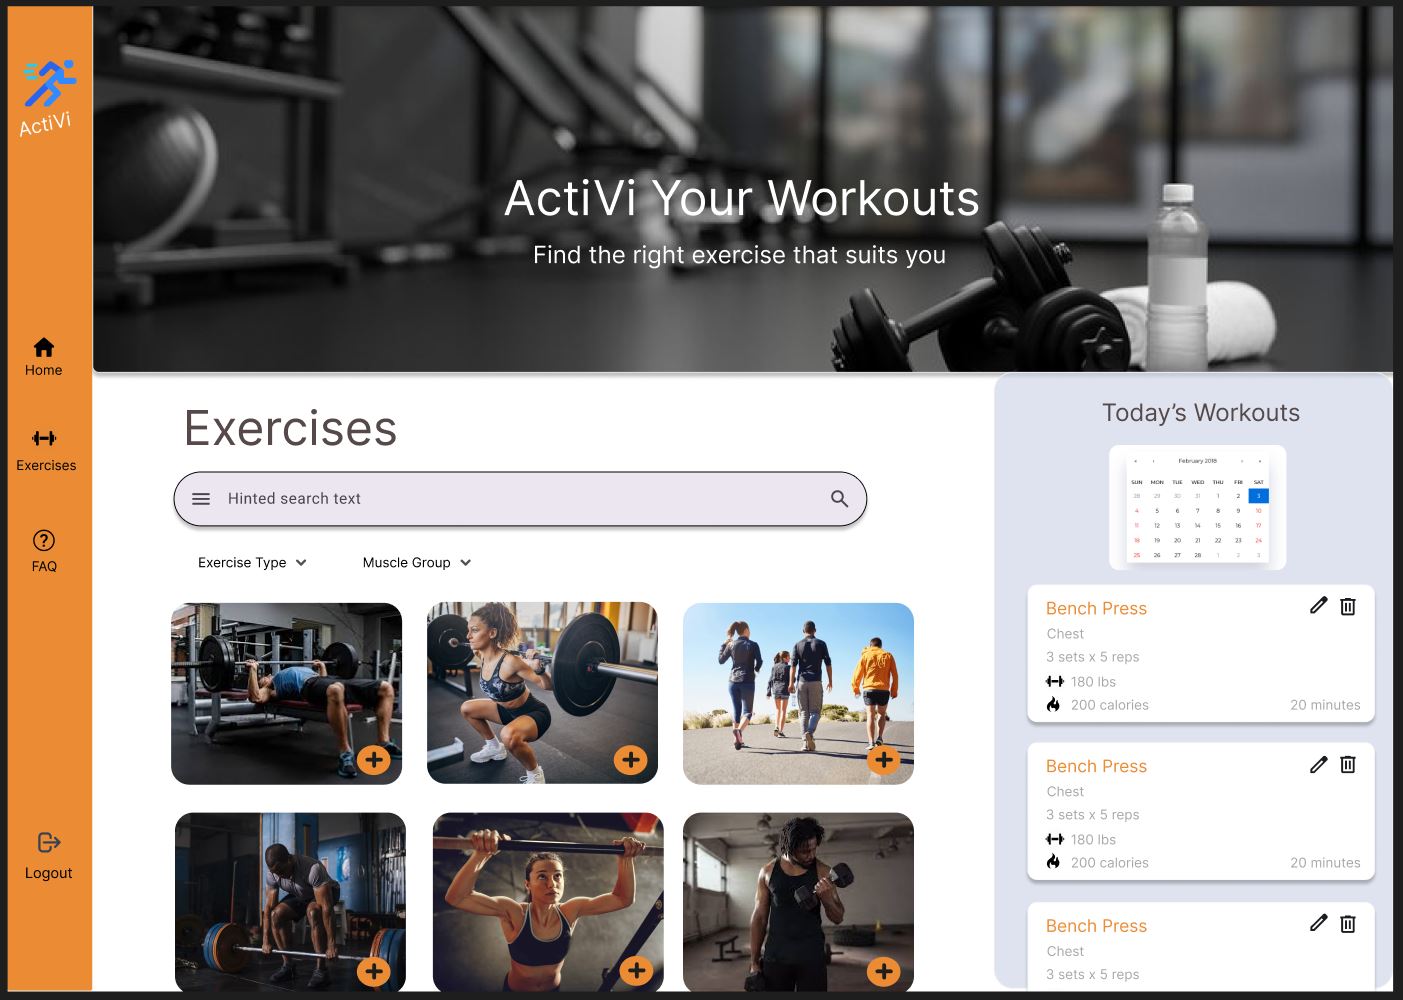 ActiVi
Home
Exercises
FAQ
Logout
ActiVi Your Workouts
Find the right exercise that suits you
Exercises
Hinted search text
Exercise Type
Muscle Group
Today's Workouts
February 2018
SUN MON TUE WED THU FRI SAT
28 29 30 31 1 2 3
4 5 6 7 8 9 10
11 12 13 14 15 16 17
18 19 20 21 22 23 24
25 26 27 28 1 2 3
Bench Press
Chest
3 sets x 5 reps
180 lbs
200 calories 20 minutes
Bench Press
Chest
3 sets x 5 reps
180 lbs
200 calories 20 minutes
Bench Press
Chest
3 sets x 5 reps